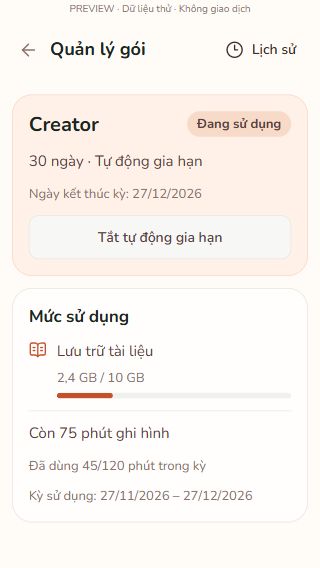 PREVIEW · Dữ liệu thử · Không giao dịch
Quản lý gói
Lịch sử
Creator
Đang sử dụng
30 ngày · Tự động gia hạn
Ngày kết thúc kỳ: 27/12/2026
Tắt tự động gia hạn
Mức sử dụng
Lưu trữ tài liệu
2,4 GB / 10 GB
Còn 75 phút ghi hình
Đã dùng 45/120 phút trong kỳ
Kỳ sử dụng: 27/11/2026 – 27/12/2026